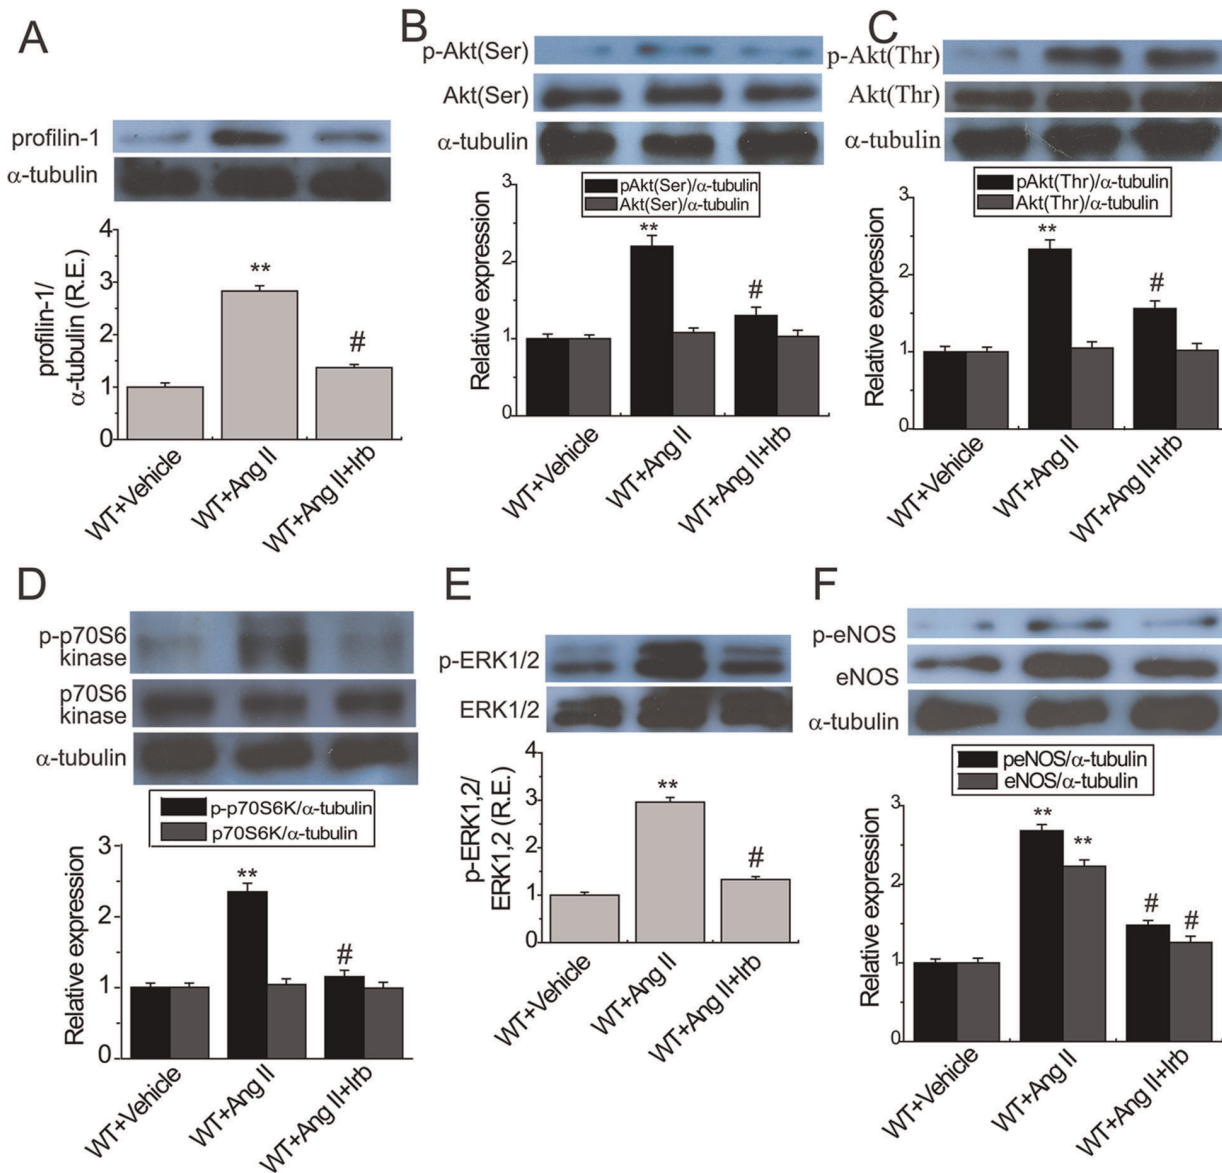 A
profilin-1
α-tubulin
profilin-1/
α-tubulin (R.E.)
4
3
2
1
0
**
#
WT+Vehicle
WT+Ang II
WT+Ang II+Irb
B
p-Akt(Ser)
Akt(Ser)
α-tubulin
pAkt(Ser)/α-tubulin
Akt(Ser)/α-tubulin
Relative expression
3
2
1
0
**
#
WT+Vehicle
WT+Ang II
WT+Ang II+Irb
C
p-Akt(Thr)
Akt(Thr)
α-tubulin
pAkt(Thr)/α-tubulin
Akt(Thr)/α-tubulin
Relative expression
3
2
1
0
**
#
WT+Vehicle
WT+Ang II
WT+Ang II+Irb
D
p-p70S6
kinase
p70S6
kinase
α-tubulin
p-p70S6K/α-tubulin
p70S6K/α-tubulin
Relative expression
3
2
1
0
**
#
WT+Vehicle
WT+Ang II
WT+Ang II+Irb
E
p-ERK1/2
ERK1/2
p-ERK1,2/
ERK1,2 (R.E.)
4
3
2
1
0
**
#
WT+Vehicle
WT+Ang II
WT+Ang II+Irb
F
p-eNOS
eNOS
α-tubulin
peNOS/α-tubulin
eNOS/α-tubulin
Relative expression
3
2
1
0
**
**
#
#
WT+Vehicle
WT+Ang II
WT+Ang II+Irb